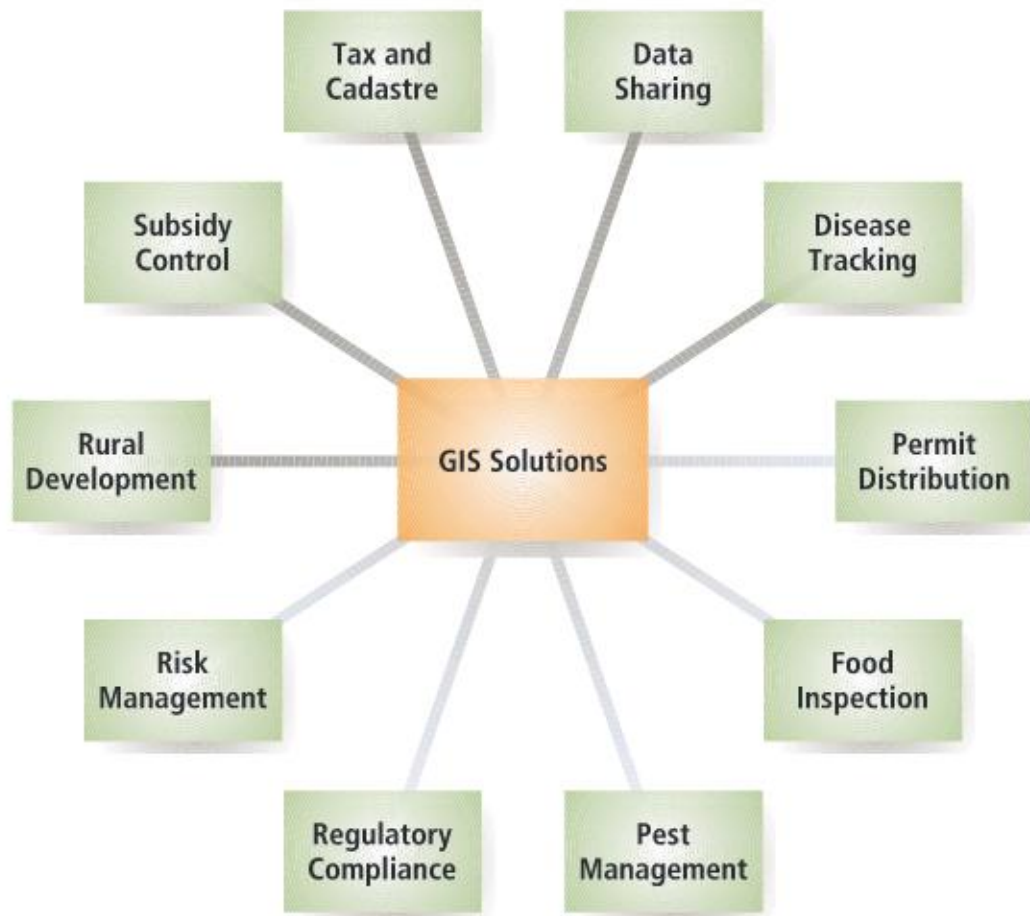 Tax and
Cadastre
Data
Sharing
Subsidy
Control
Disease
Tracking
Rural
Development
GIS Solutions
Permit
Distribution
Risk
Management
Food
Inspection
Regulatory
Compliance
Pest
Management